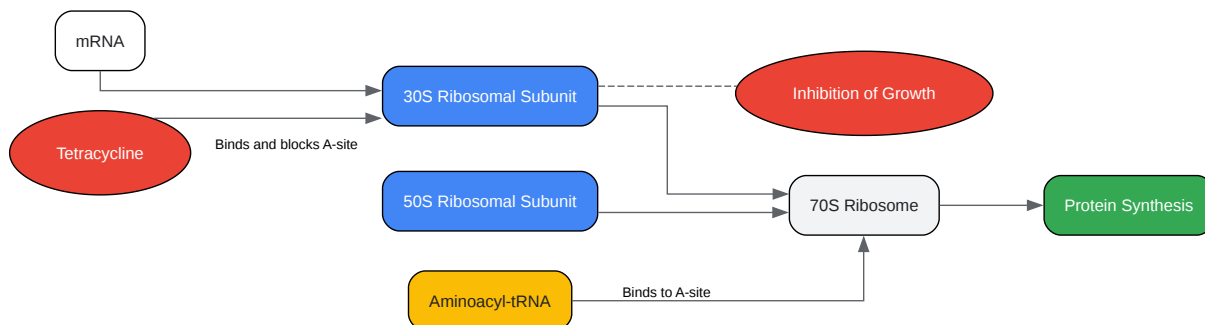 mRNA
30S Ribosomal Subunit
Inhibition of Growth
Tetracycline
Binds and blocks A-site
50S Ribosomal Subunit
70S Ribosome
Protein Synthesis
Aminoacyl-tRNA
Binds to A-site